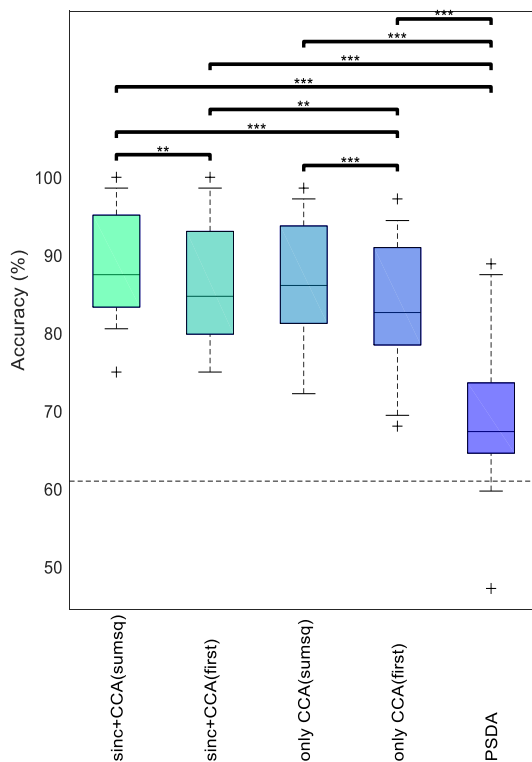 ***
***
***
***
**
***
**
***
100
90
80
70
60
50
Accuracy (%)
sinc+CCA(sumsq)
sinc+CCA(first)
only CCA(sumsq)
only CCA(first)
PSDA